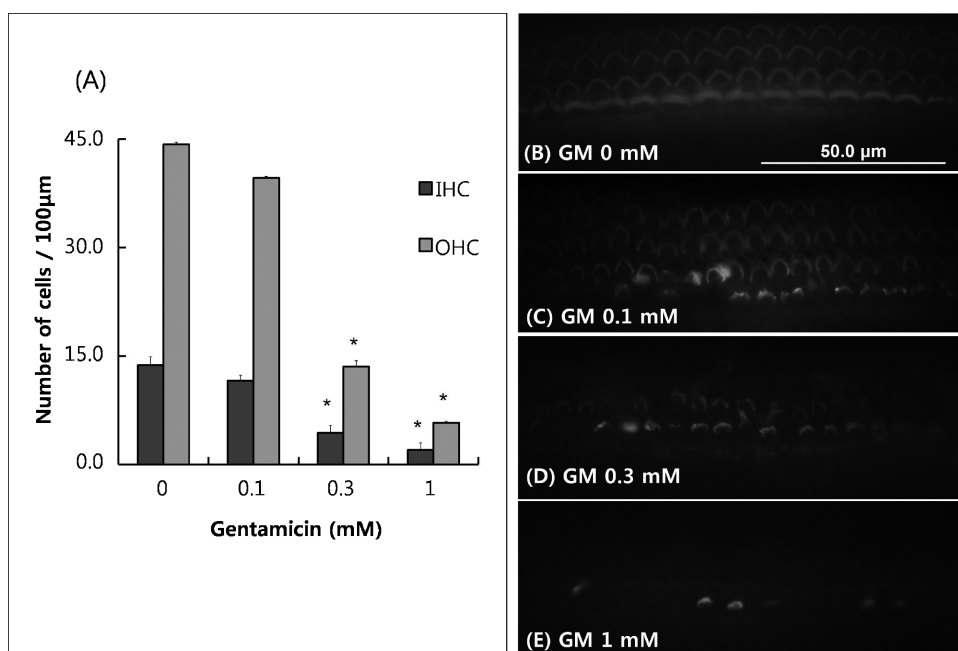 (A)
Number of cells / 100µm
45.0
30.0
15.0
0.0
IHC
OHC
*
*
*
*
0 0.1 0.3 1
Gentamicin (mM)
(B) GM 0 mM
50.0 µm
(C) GM 0.1 mM
(D) GM 0.3 mM
(E) GM 1 mM